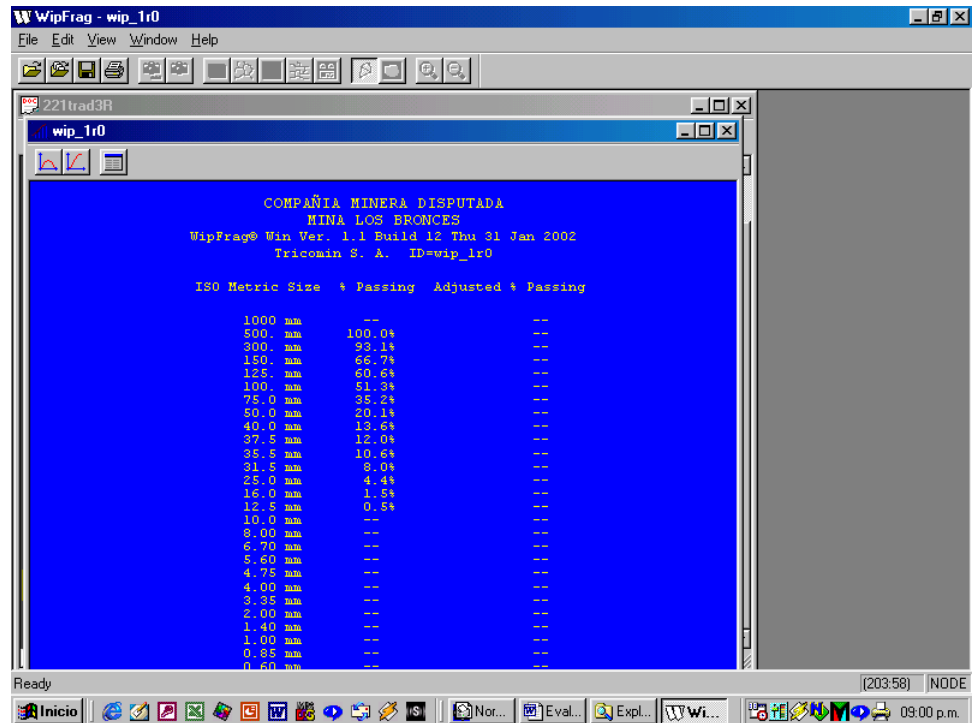 WipFrag - wip_1r0
File Edit View Window Help
221trad3R
wip_1r0
COMPAÑIA MINERA DISPUTADA
MINA LOS BRONCES
WipFrag© Win Ver. 1.1 Build 12 Thu 31 Jan 2002
Tricomin S. A. ID=wip_1r0
ISO Metric Size % Passing Adjusted % Passing
1000 mm -- --
500. mm 100.0% --
300. mm 93.1% --
150. mm 66.7% --
125. mm 60.6% --
100. mm 51.3% --
75.0 mm 35.2% --
50.0 mm 20.1% --
40.0 mm 13.6% --
37.5 mm 12.0% --
35.5 mm 10.6% --
31.5 mm 8.0% --
25.0 mm 4.4% --
16.0 mm 1.5% --
12.5 mm 0.5% --
10.0 mm -- --
8.00 mm -- --
6.70 mm -- --
5.60 mm -- --
4.75 mm -- --
4.00 mm -- --
3.35 mm -- --
2.00 mm -- --
1.40 mm -- --
1.00 mm -- --
0.85 mm -- --
0.60 mm -- --
Ready (203:58) NODE
Inicio Nor... Eval... Expl... Wi... 09:00 p.m.